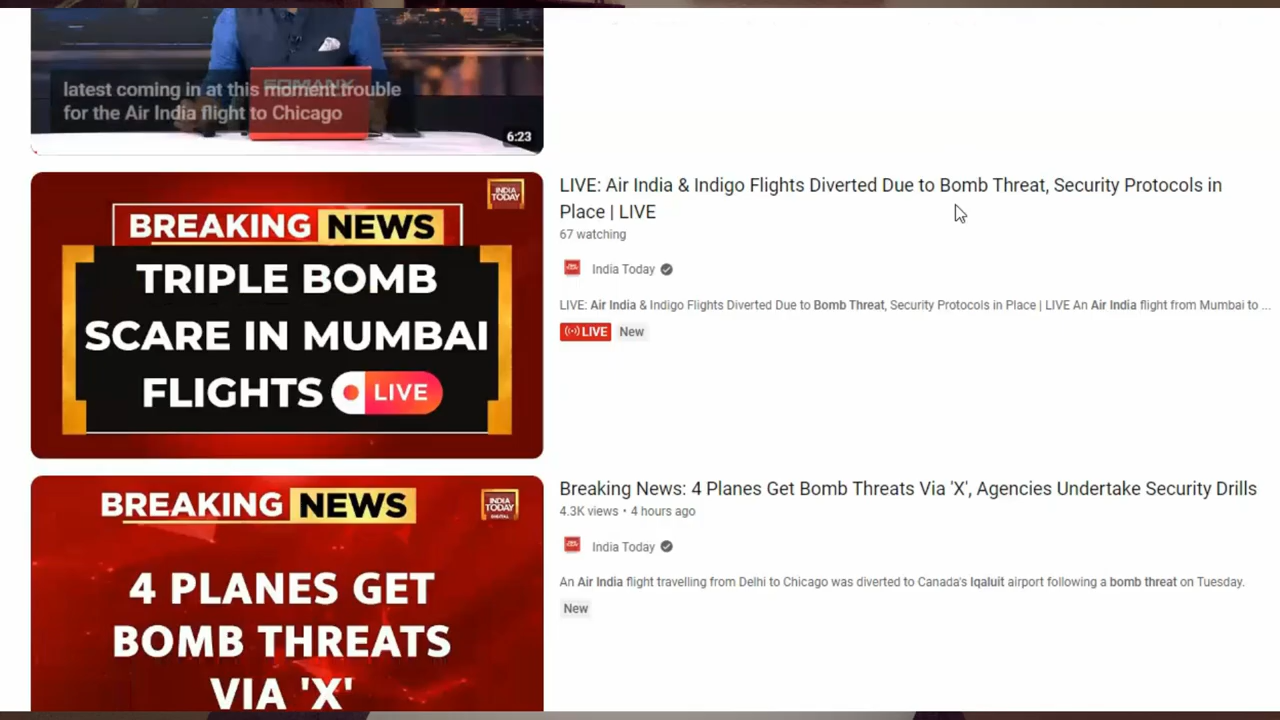 latest coming in at this moment trouble
for the Air India flight to Chicago
SOMANY
6:23
INDIA
TODAY
BREAKING NEWS
TRIPLE BOMB
SCARE IN MUMBAI
FLIGHTS LIVE
LIVE: Air India & Indigo Flights Diverted Due to Bomb Threat, Security Protocols in
Place | LIVE
67 watching
India Today
LIVE: Air India & Indigo Flights Diverted Due to Bomb Threat, Security Protocols in Place | LIVE An Air India flight from Mumbai to ...
LIVE New
BREAKING NEWS
INDIA
TODAY
DIGITAL
4 PLANES GET
BOMB THREATS
VIA 'X'
Breaking News: 4 Planes Get Bomb Threats Via 'X', Agencies Undertake Security Drills
4.3K views • 4 hours ago
India Today
An Air India flight travelling from Delhi to Chicago was diverted to Canada's Iqaluit airport following a bomb threat on Tuesday.
New